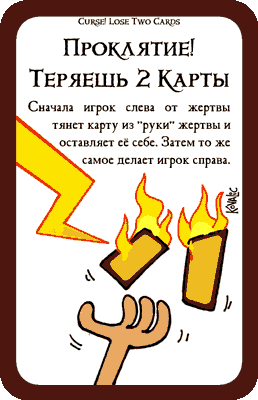 Curse! Lose Two Cards
Проклятие!
Теряешь 2 Карты
Сначала игрок слева от жертвы
тянет карту из "руки" жертвы и
оставляет её себе. Затем то же
самое делает игрок справа.
Kovalic